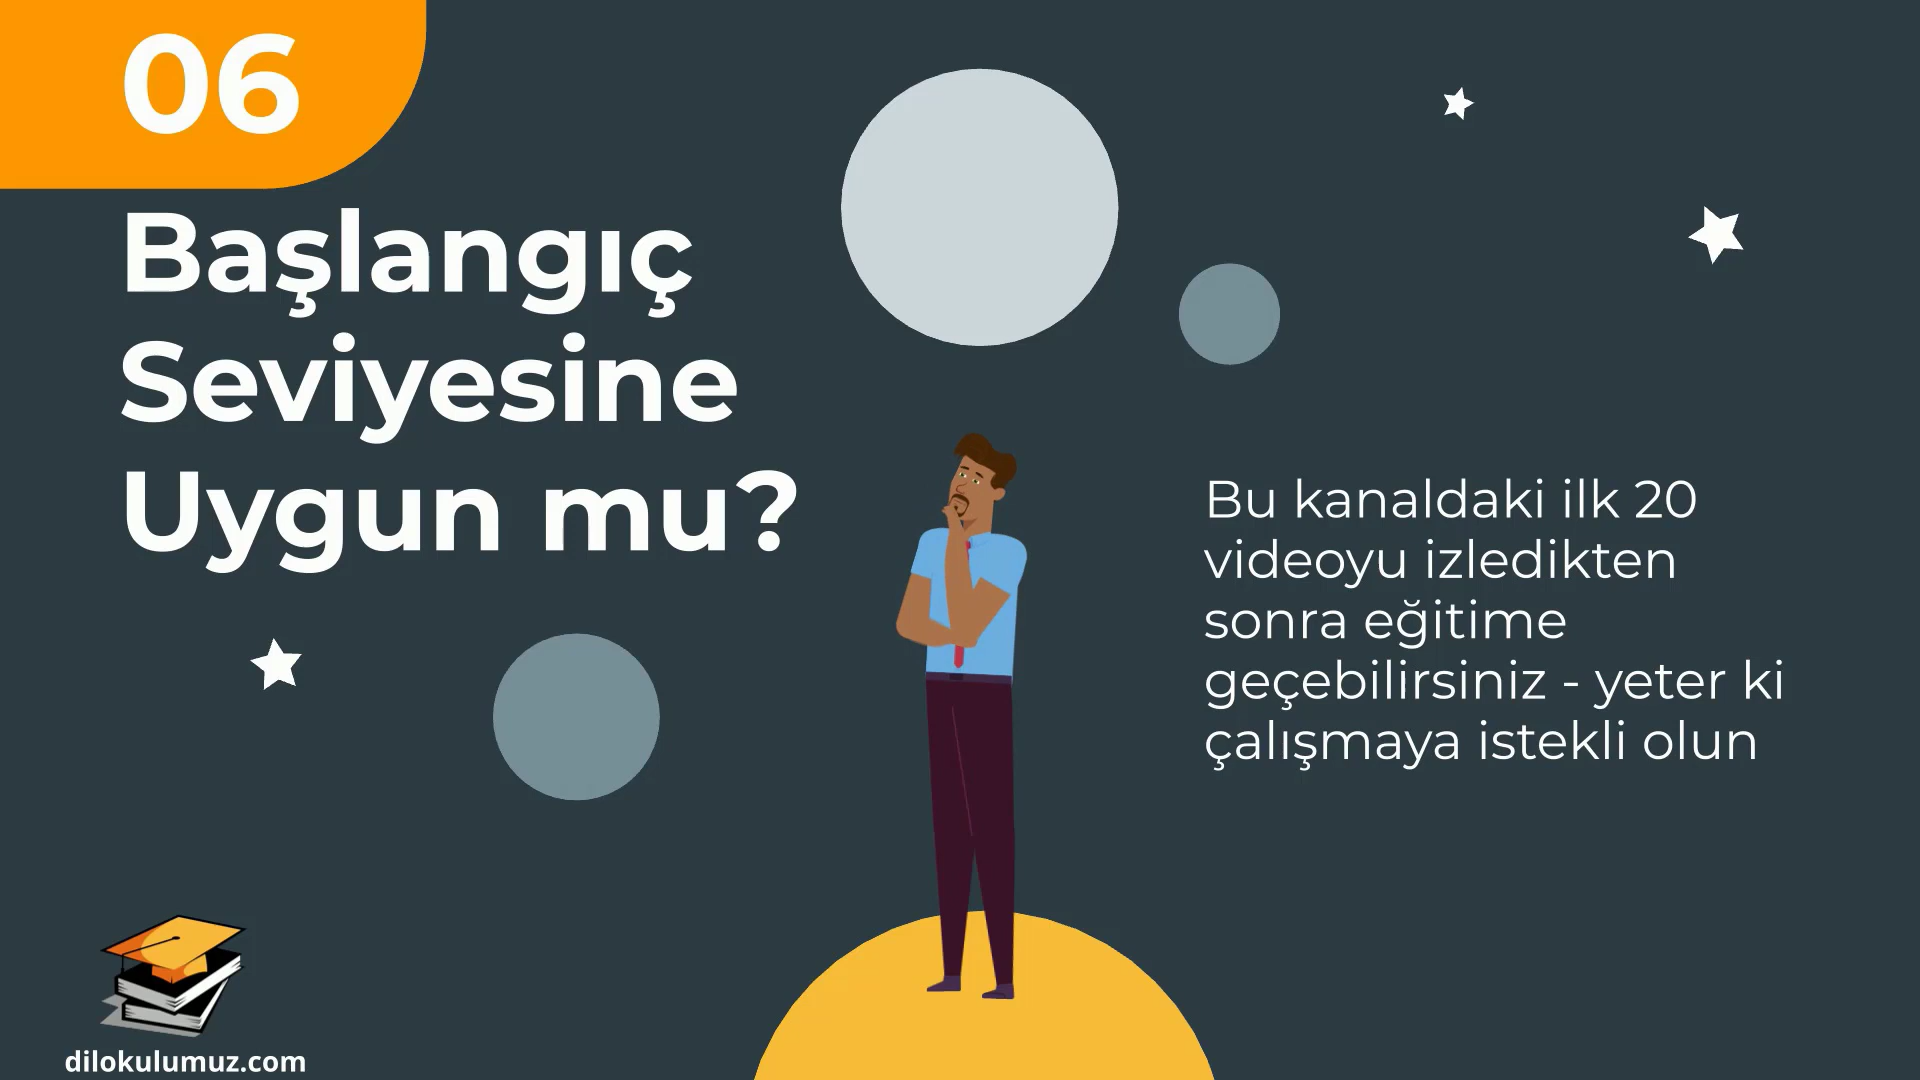 06
Başlangıç
Seviyesine
Uygun mu?
Bu kanaldaki ilk 20
videoyu izledikten
sonra eğitime
geçebilirsiniz - yeter ki
çalışmaya istekli olun
dilokulumuz.com